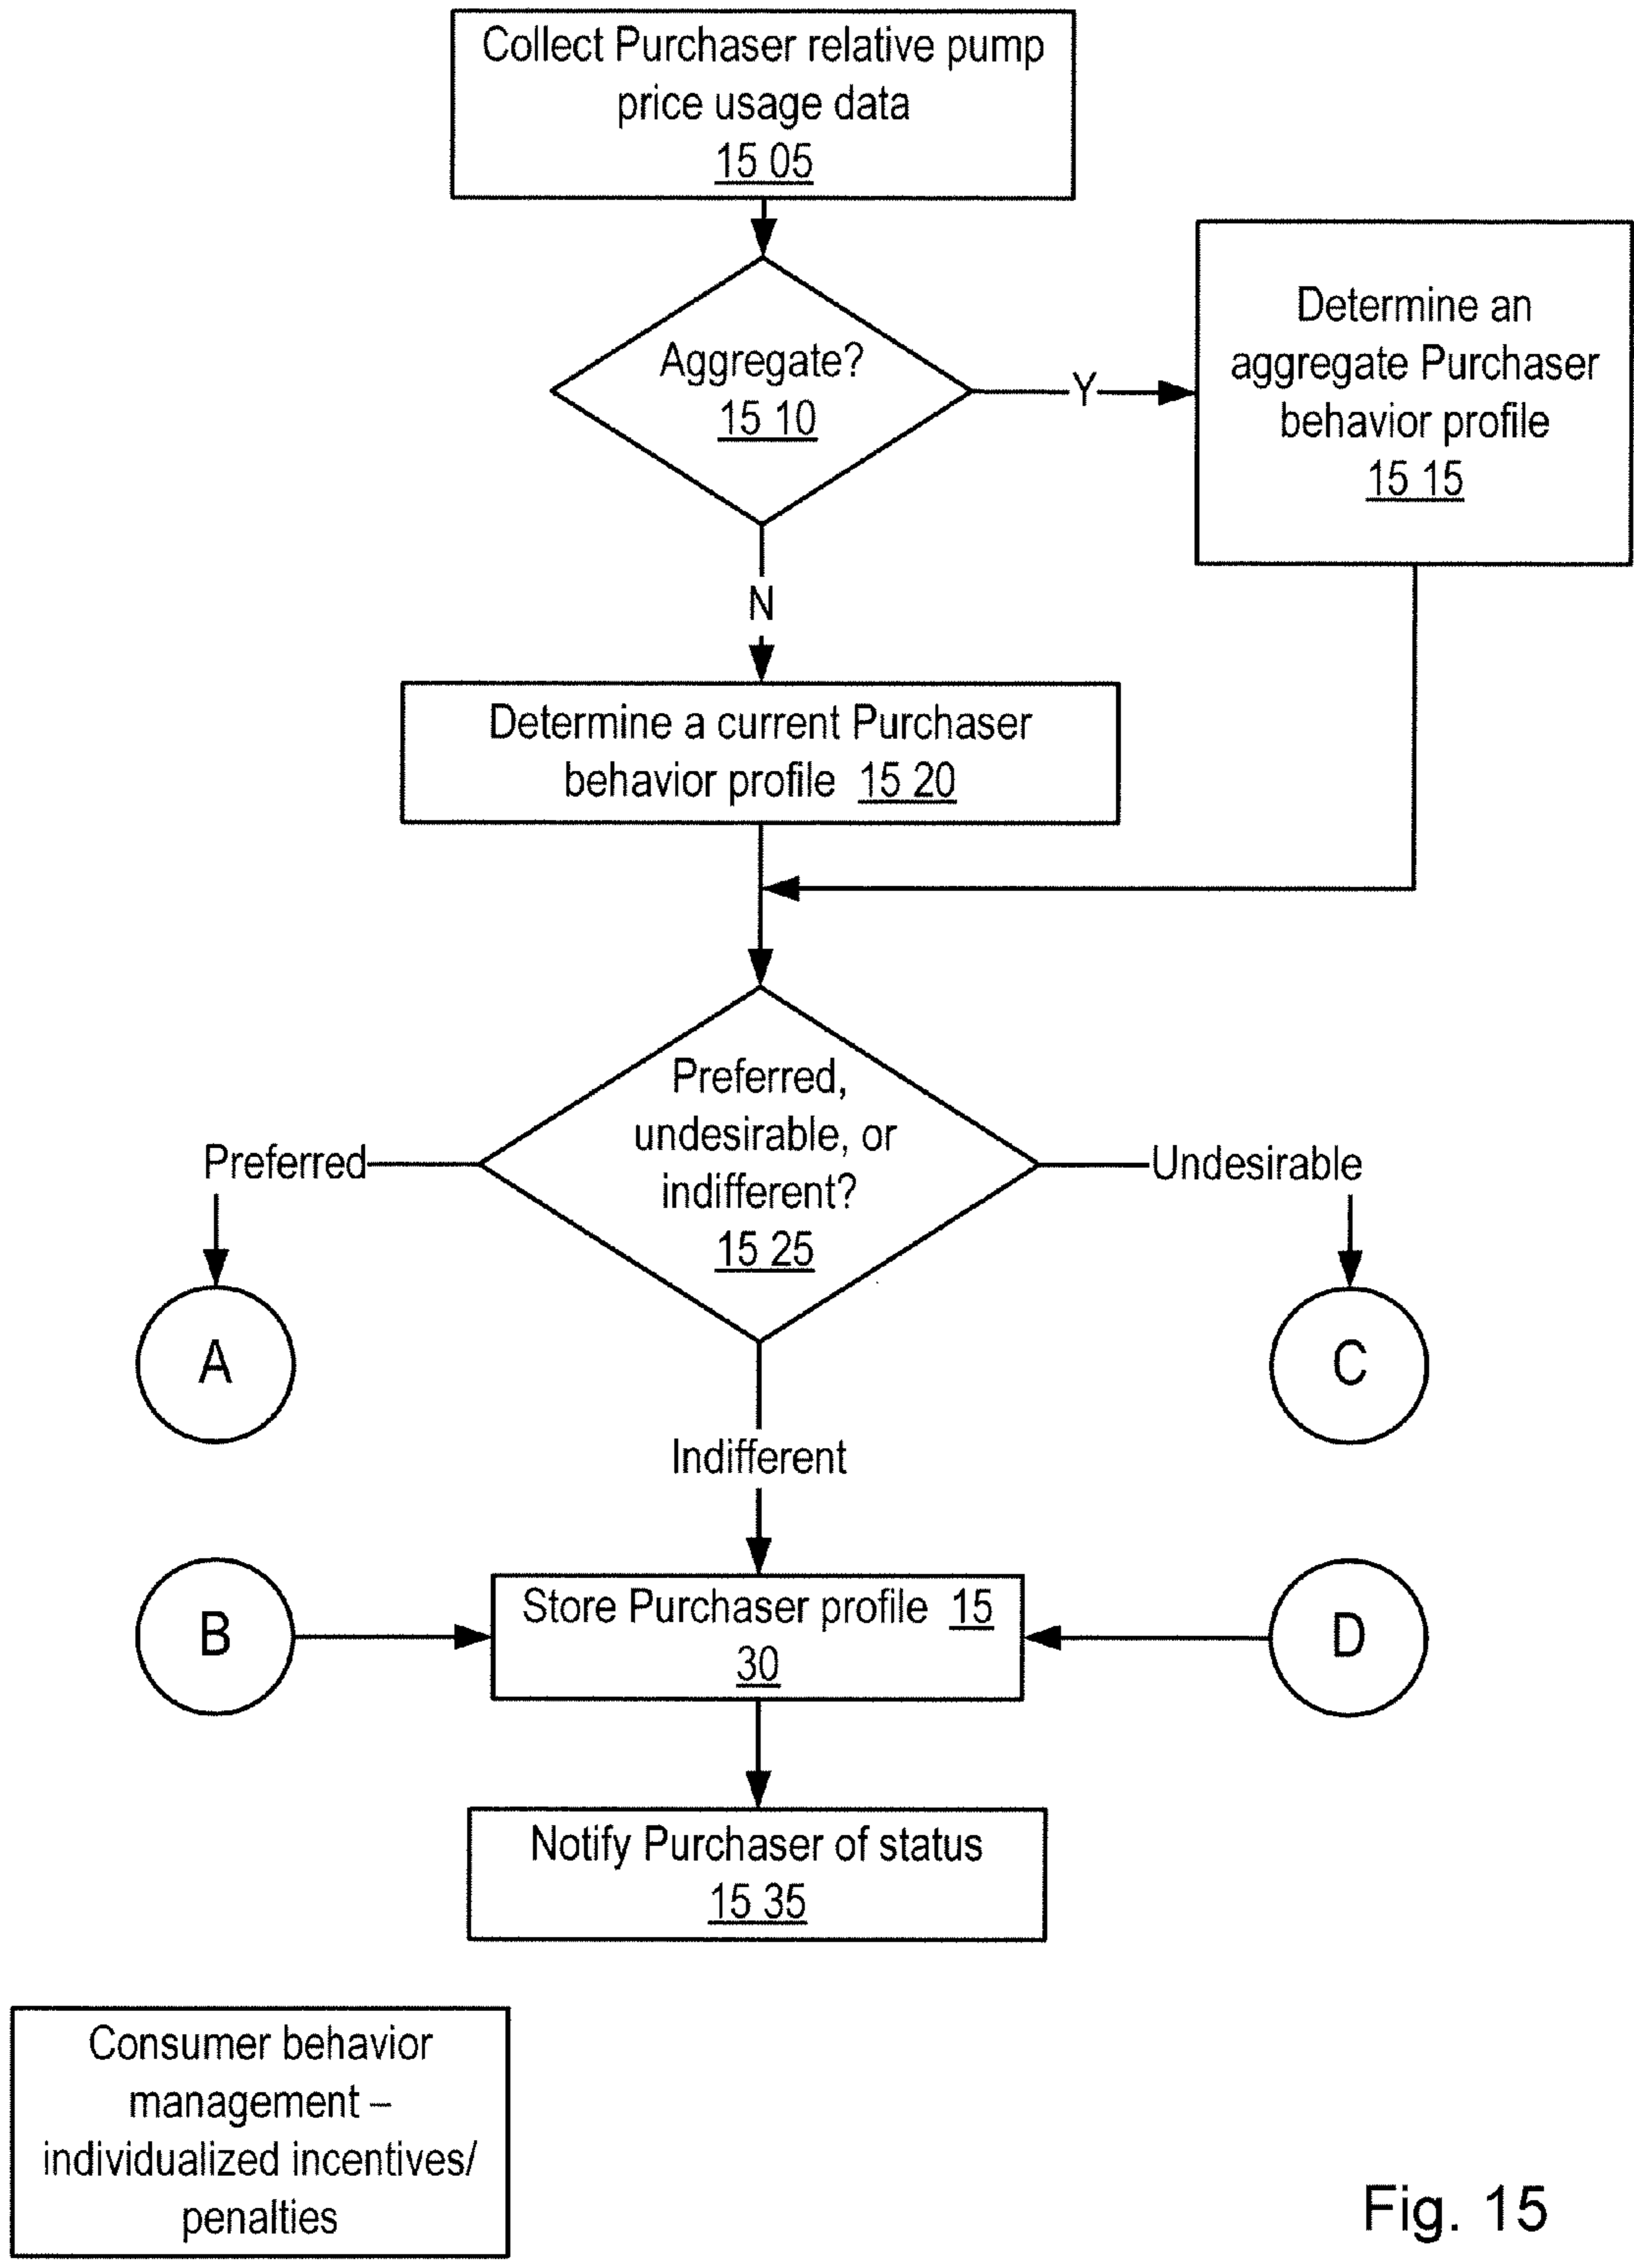 Collect Purchaser relative pump
price usage data
15 05
Aggregate?
15 10
Y
Determine an
aggregate Purchaser
behavior profile
15 15
N
Determine a current Purchaser
behavior profile 15 20
Preferred,
undesirable, or
indifferent?
15 25
Preferred
Undesirable
A
C
Indifferent
B
Store Purchaser profile 15
30
D
Notify Purchaser of status
15 35
Consumer behavior
management –
individualized incentives/
penalties
Fig. 15